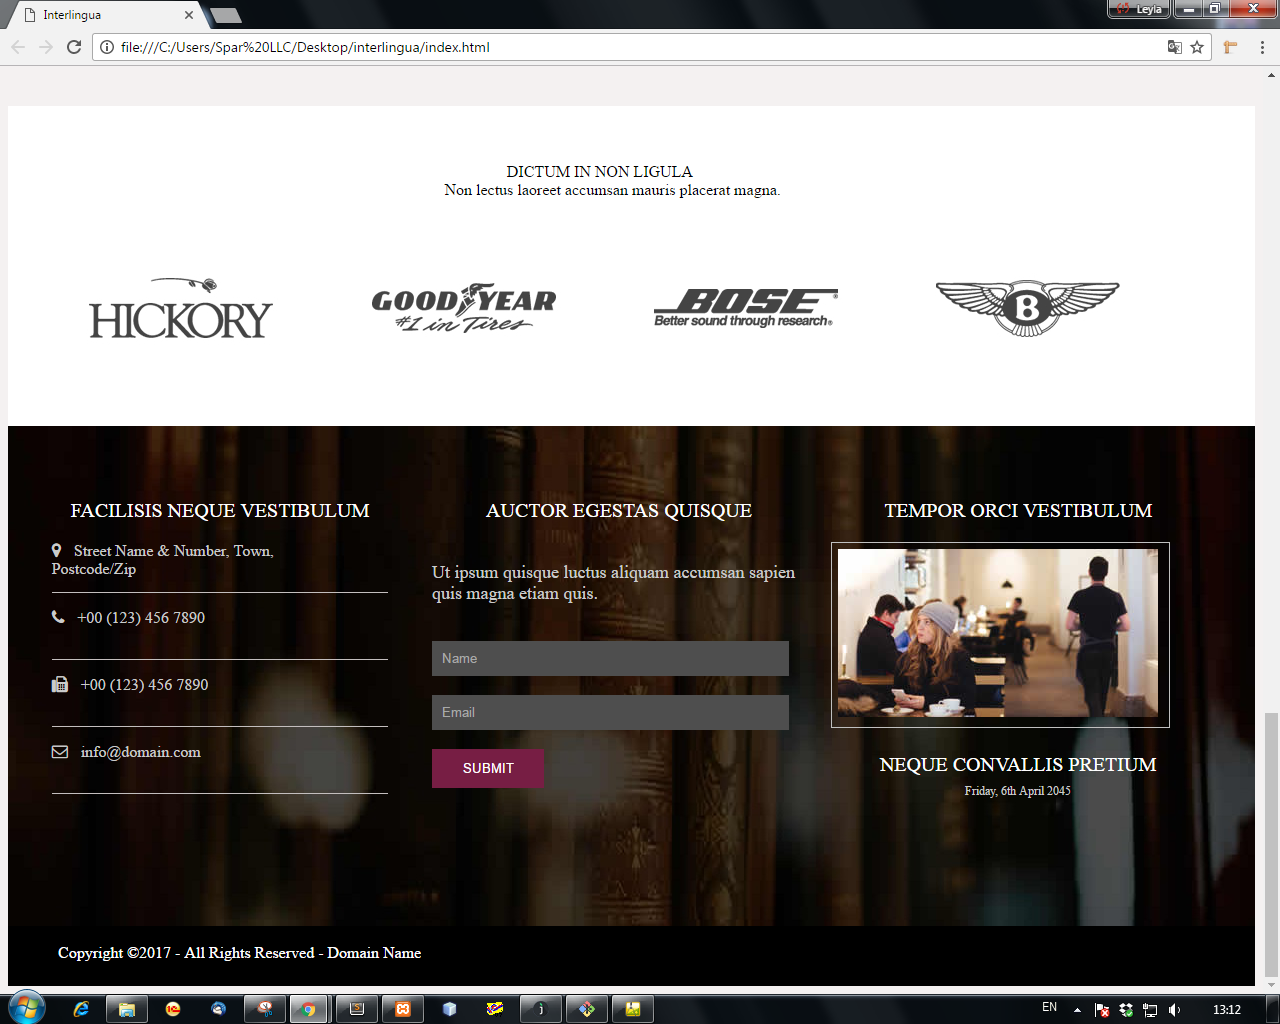 Interlingua
Leyla
file:///C:/Users/Spar%20LLC/Desktop/interlingua/index.html
DICTUM IN NON LIGULA
Non lectus laoreet accumsan mauris placerat magna.
HICKORY
GOOD YEAR
#1 in Tires
BOSE®
Better sound through research®
B
FACILISIS NEQUE VESTIBULUM
Street Name & Number, Town,
Postcode/Zip
+00 (123) 456 7890
+00 (123) 456 7890
info@domain.com
AUCTOR EGESTAS QUISQUE
Ut ipsum quisque luctus aliquam accumsan sapien
quis magna etiam quis.
Name
Email
SUBMIT
TEMPOR ORCI VESTIBULUM
NEQUE CONVALLIS PRETIUM
Friday, 6th April 2045
Copyright ©2017 - All Rights Reserved - Domain Name
EN
13:12